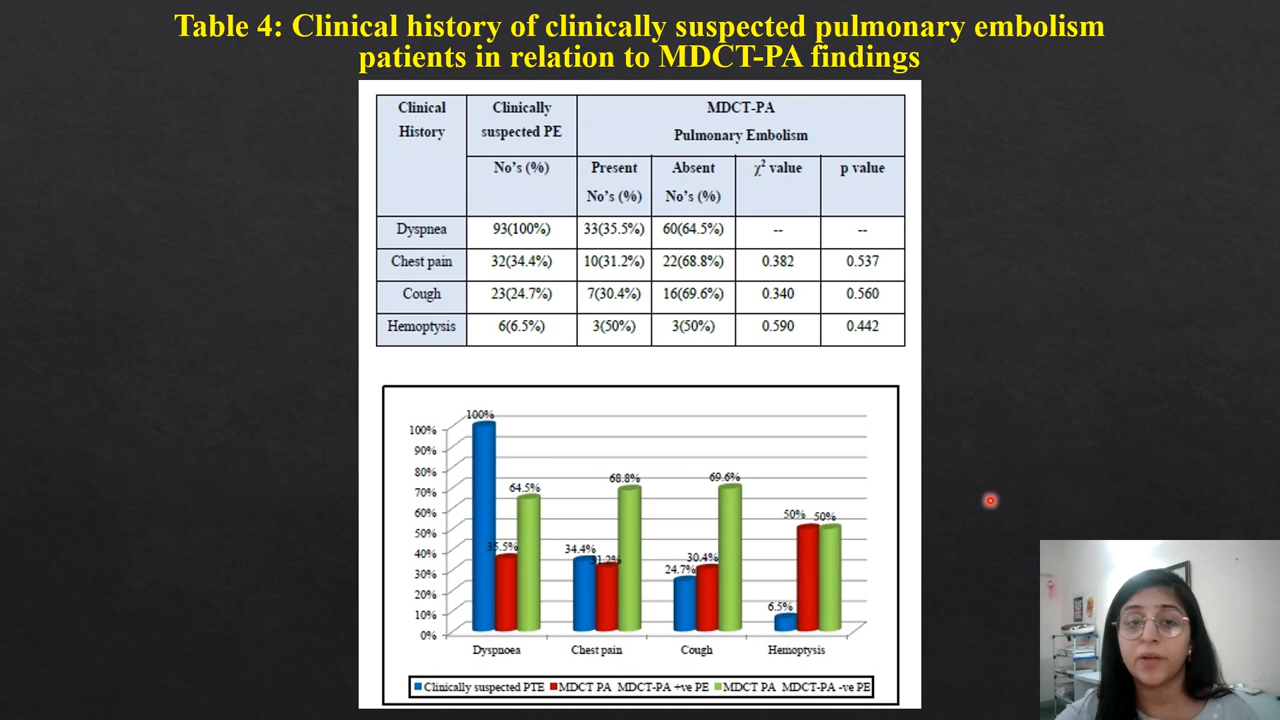 Table 4: Clinical history of clinically suspected pulmonary embolism
patients in relation to MDCT-PA findings
Clinical History Clinically suspected PE MDCT-PA Pulmonary Embolism
No's (%) Present No's (%) Absent No's (%) χ² value p value
Dyspnea 93(100%) 33(35.5%) 60(64.5%) -- --
Chest pain 32(34.4%) 10(31.2%) 22(68.8%) 0.382 0.537
Cough 23(24.7%) 7(30.4%) 16(69.6%) 0.340 0.560
Hemoptysis 6(6.5%) 3(50%) 3(50%) 0.590 0.442
100%
90%
80%
70%
60%
50%
40%
30%
20%
10%
0%
100% 35.5% 64.5%
34.4% 31.2% 68.8%
24.7% 30.4% 69.6%
6.5% 50% 50%
Dyspnoea Chest pain Cough Hemoptysis
Clinically suspected PTE MDCT PA MDCT-PA +ve PE MDCT PA MDCT-PA -ve PE